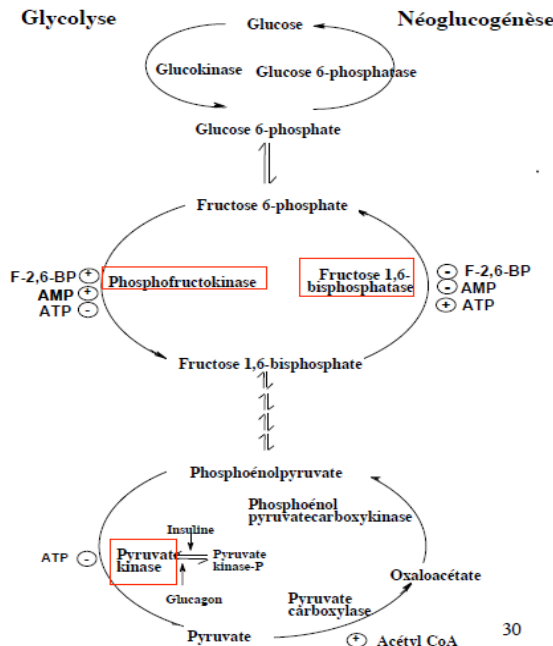 Glycolyse
Néoglucogénèse
Glucose
Glucokinase
Glucose 6-phosphatase
Glucose 6-phosphate
Fructose 6-phosphate
F-2,6-BP +
AMP +
ATP -
Phosphofructokinase
Fructose 1,6-
bisphosphatase
- F-2,6-BP
- AMP
+ ATP
Fructose 1,6-bisphosphate
Phosphoénolpyruvate
Phosphoénol
pyruvatecarboxykinase
Insuline
ATP -
Pyruvate
kinase
Pyruvate
kinase-P
Glucagon
Oxaloacétate
Pyruvate
carboxylase
Pyruvate
+ Acétyl CoA
30